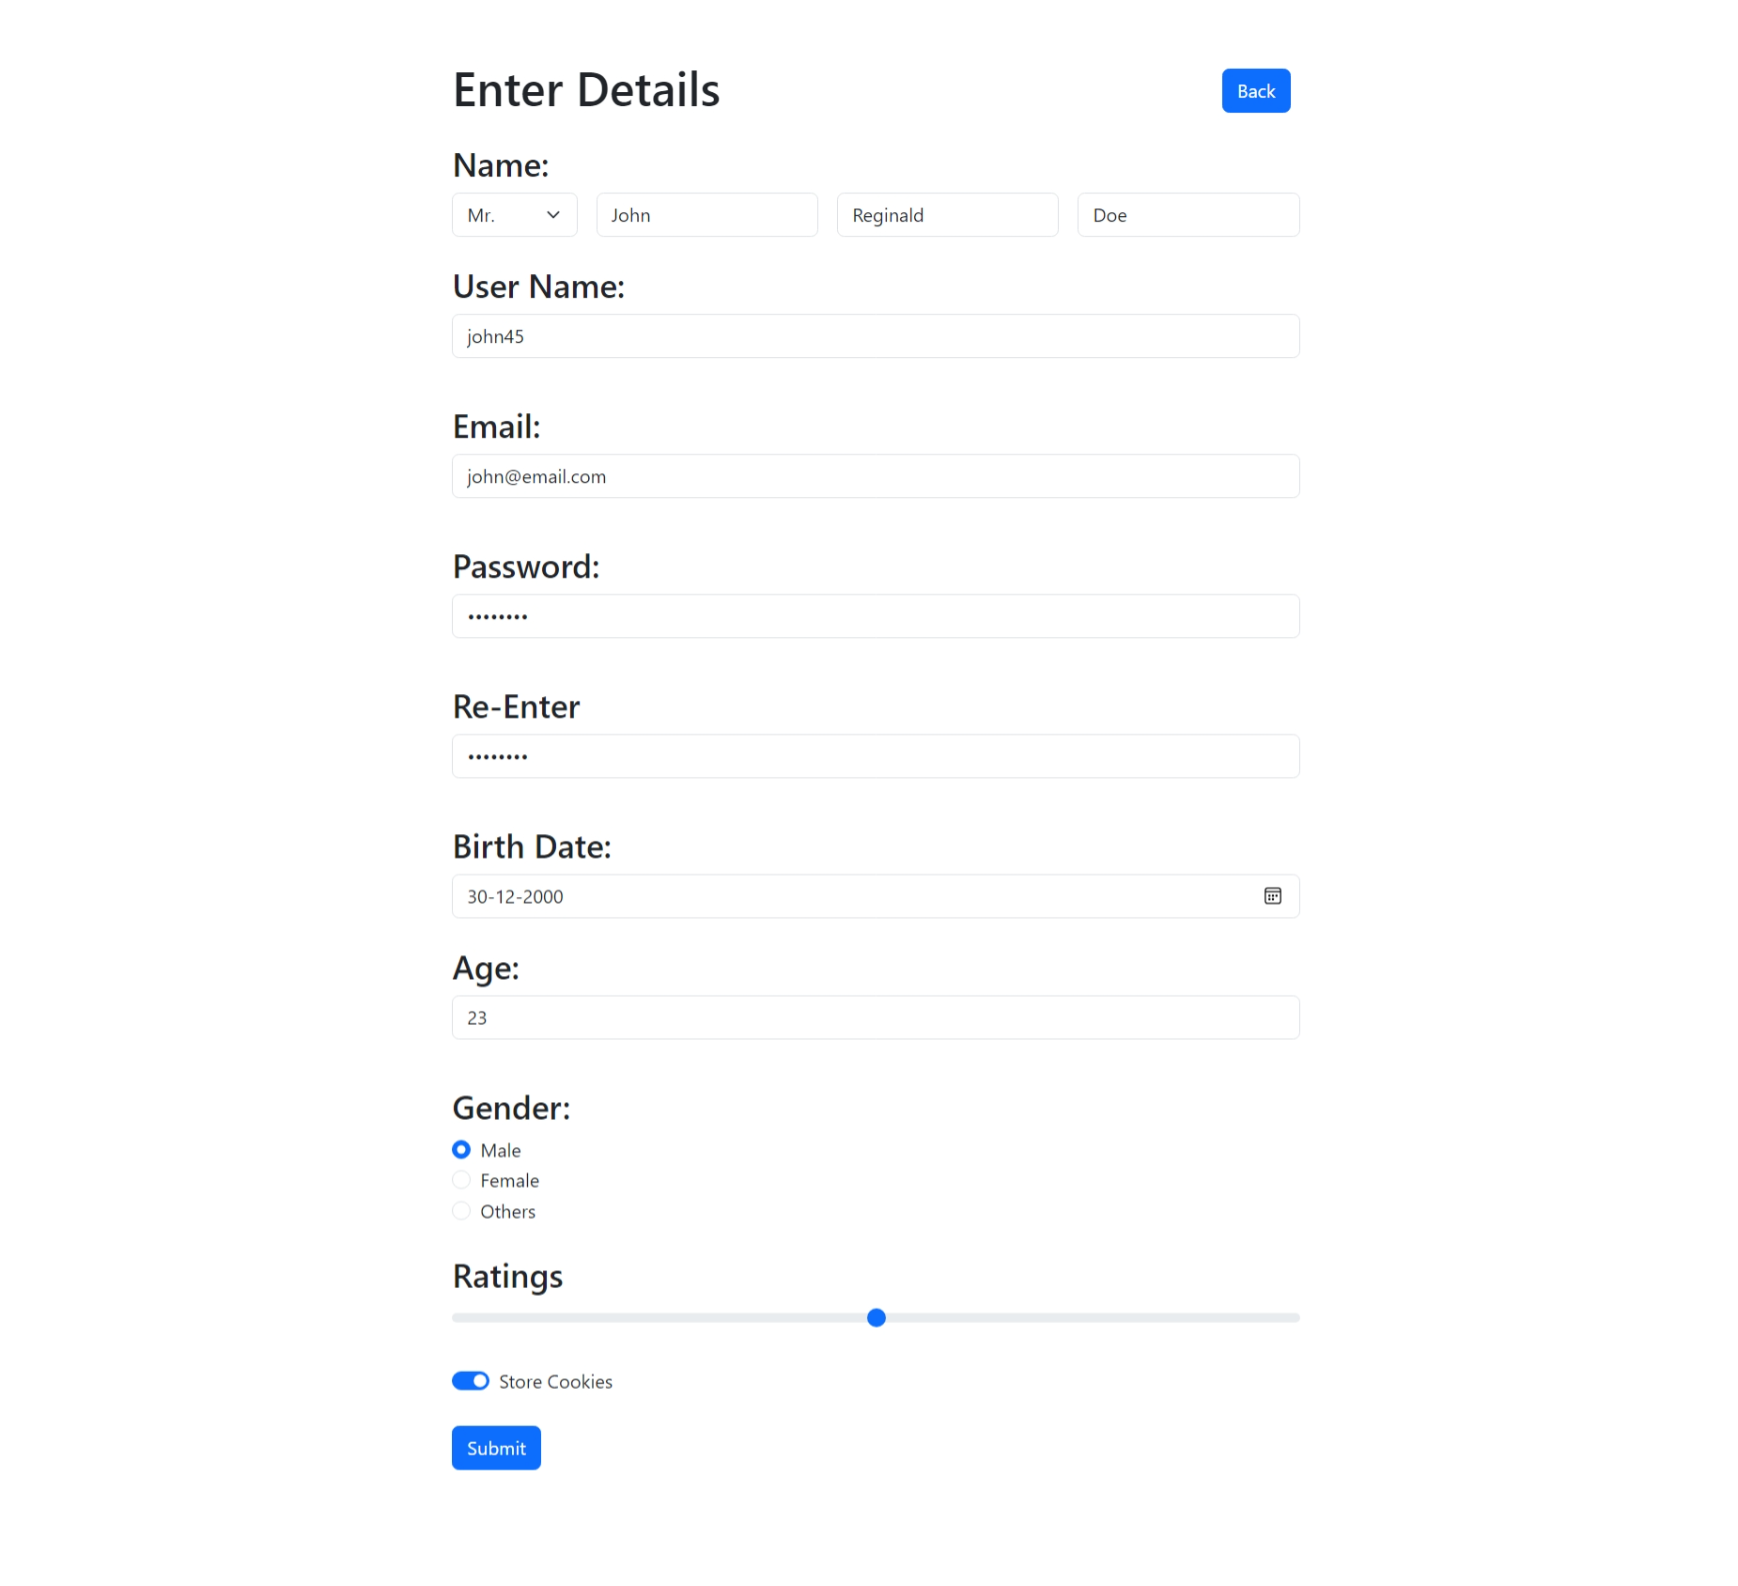 Enter Details
Back
Name:
Mr. John Reginald Doe
User Name:
john45
Email:
john@email.com
Password:
••••••••
Re-Enter
••••••••
Birth Date:
30-12-2000
Age:
23
Gender:
Male
Female
Others
Ratings
Store Cookies
Submit